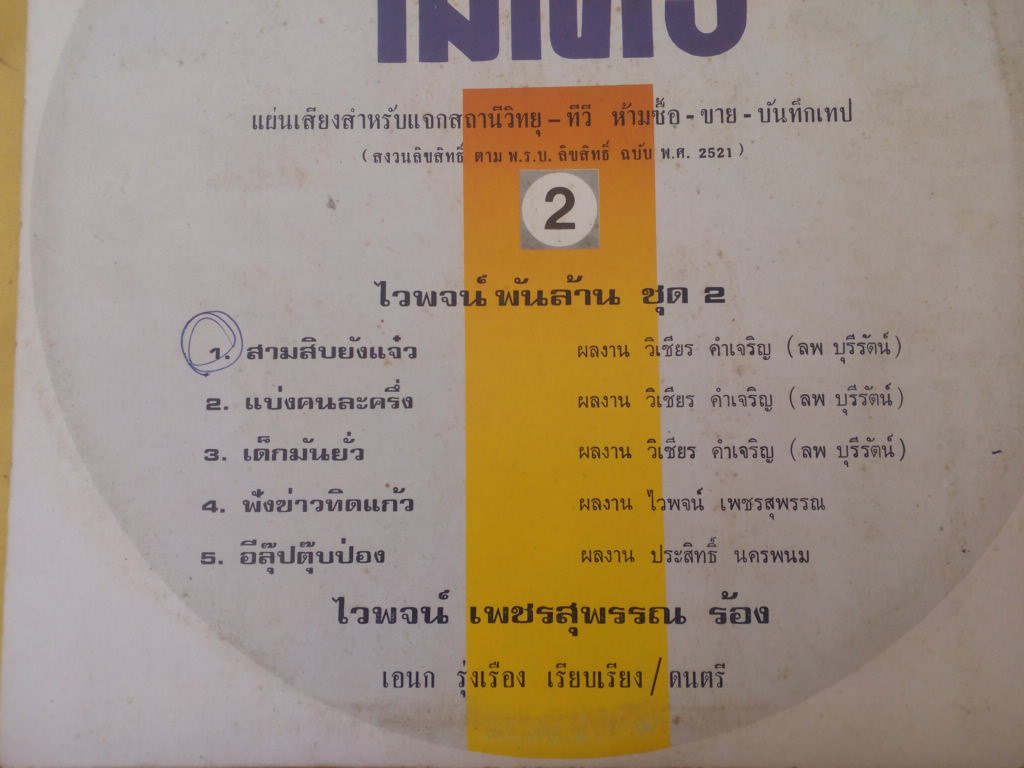 แผ่นเสียงสำหรับแจกสถานีวิทยุ – ทีวี ห้ามซื้อ - ขาย - บันทึกเทป
( สงวนลิขสิทธิ์ ตาม พ.ร.บ. ลิขสิทธิ์ ฉบับ พ.ศ. 2521 )
2
ไวพจน์ พันล้าน ชุด 2
1. สามสิบยังแจ๋ว ผลงาน วิเชียร คำเจริญ ( ลพ บุรีรัตน์ )
2. แบ่งคนละครึ่ง ผลงาน วิเชียร คำเจริญ ( ลพ บุรีรัตน์ )
3. เด็กมันยั่ว ผลงาน วิเชียร คำเจริญ ( ลพ บุรีรัตน์ )
4. ฟังข่าวทิดแก้ว ผลงาน ไวพจน์ เพชรสุพรรณ
5. อีลุ๊ปตุ๊บป่อง ผลงาน ประสิทธิ์ นครพนม
ไวพจน์ เพชรสุพรรณ ร้อง
เอนก รุ่งเรือง เรียบเรียง / ดนตรี